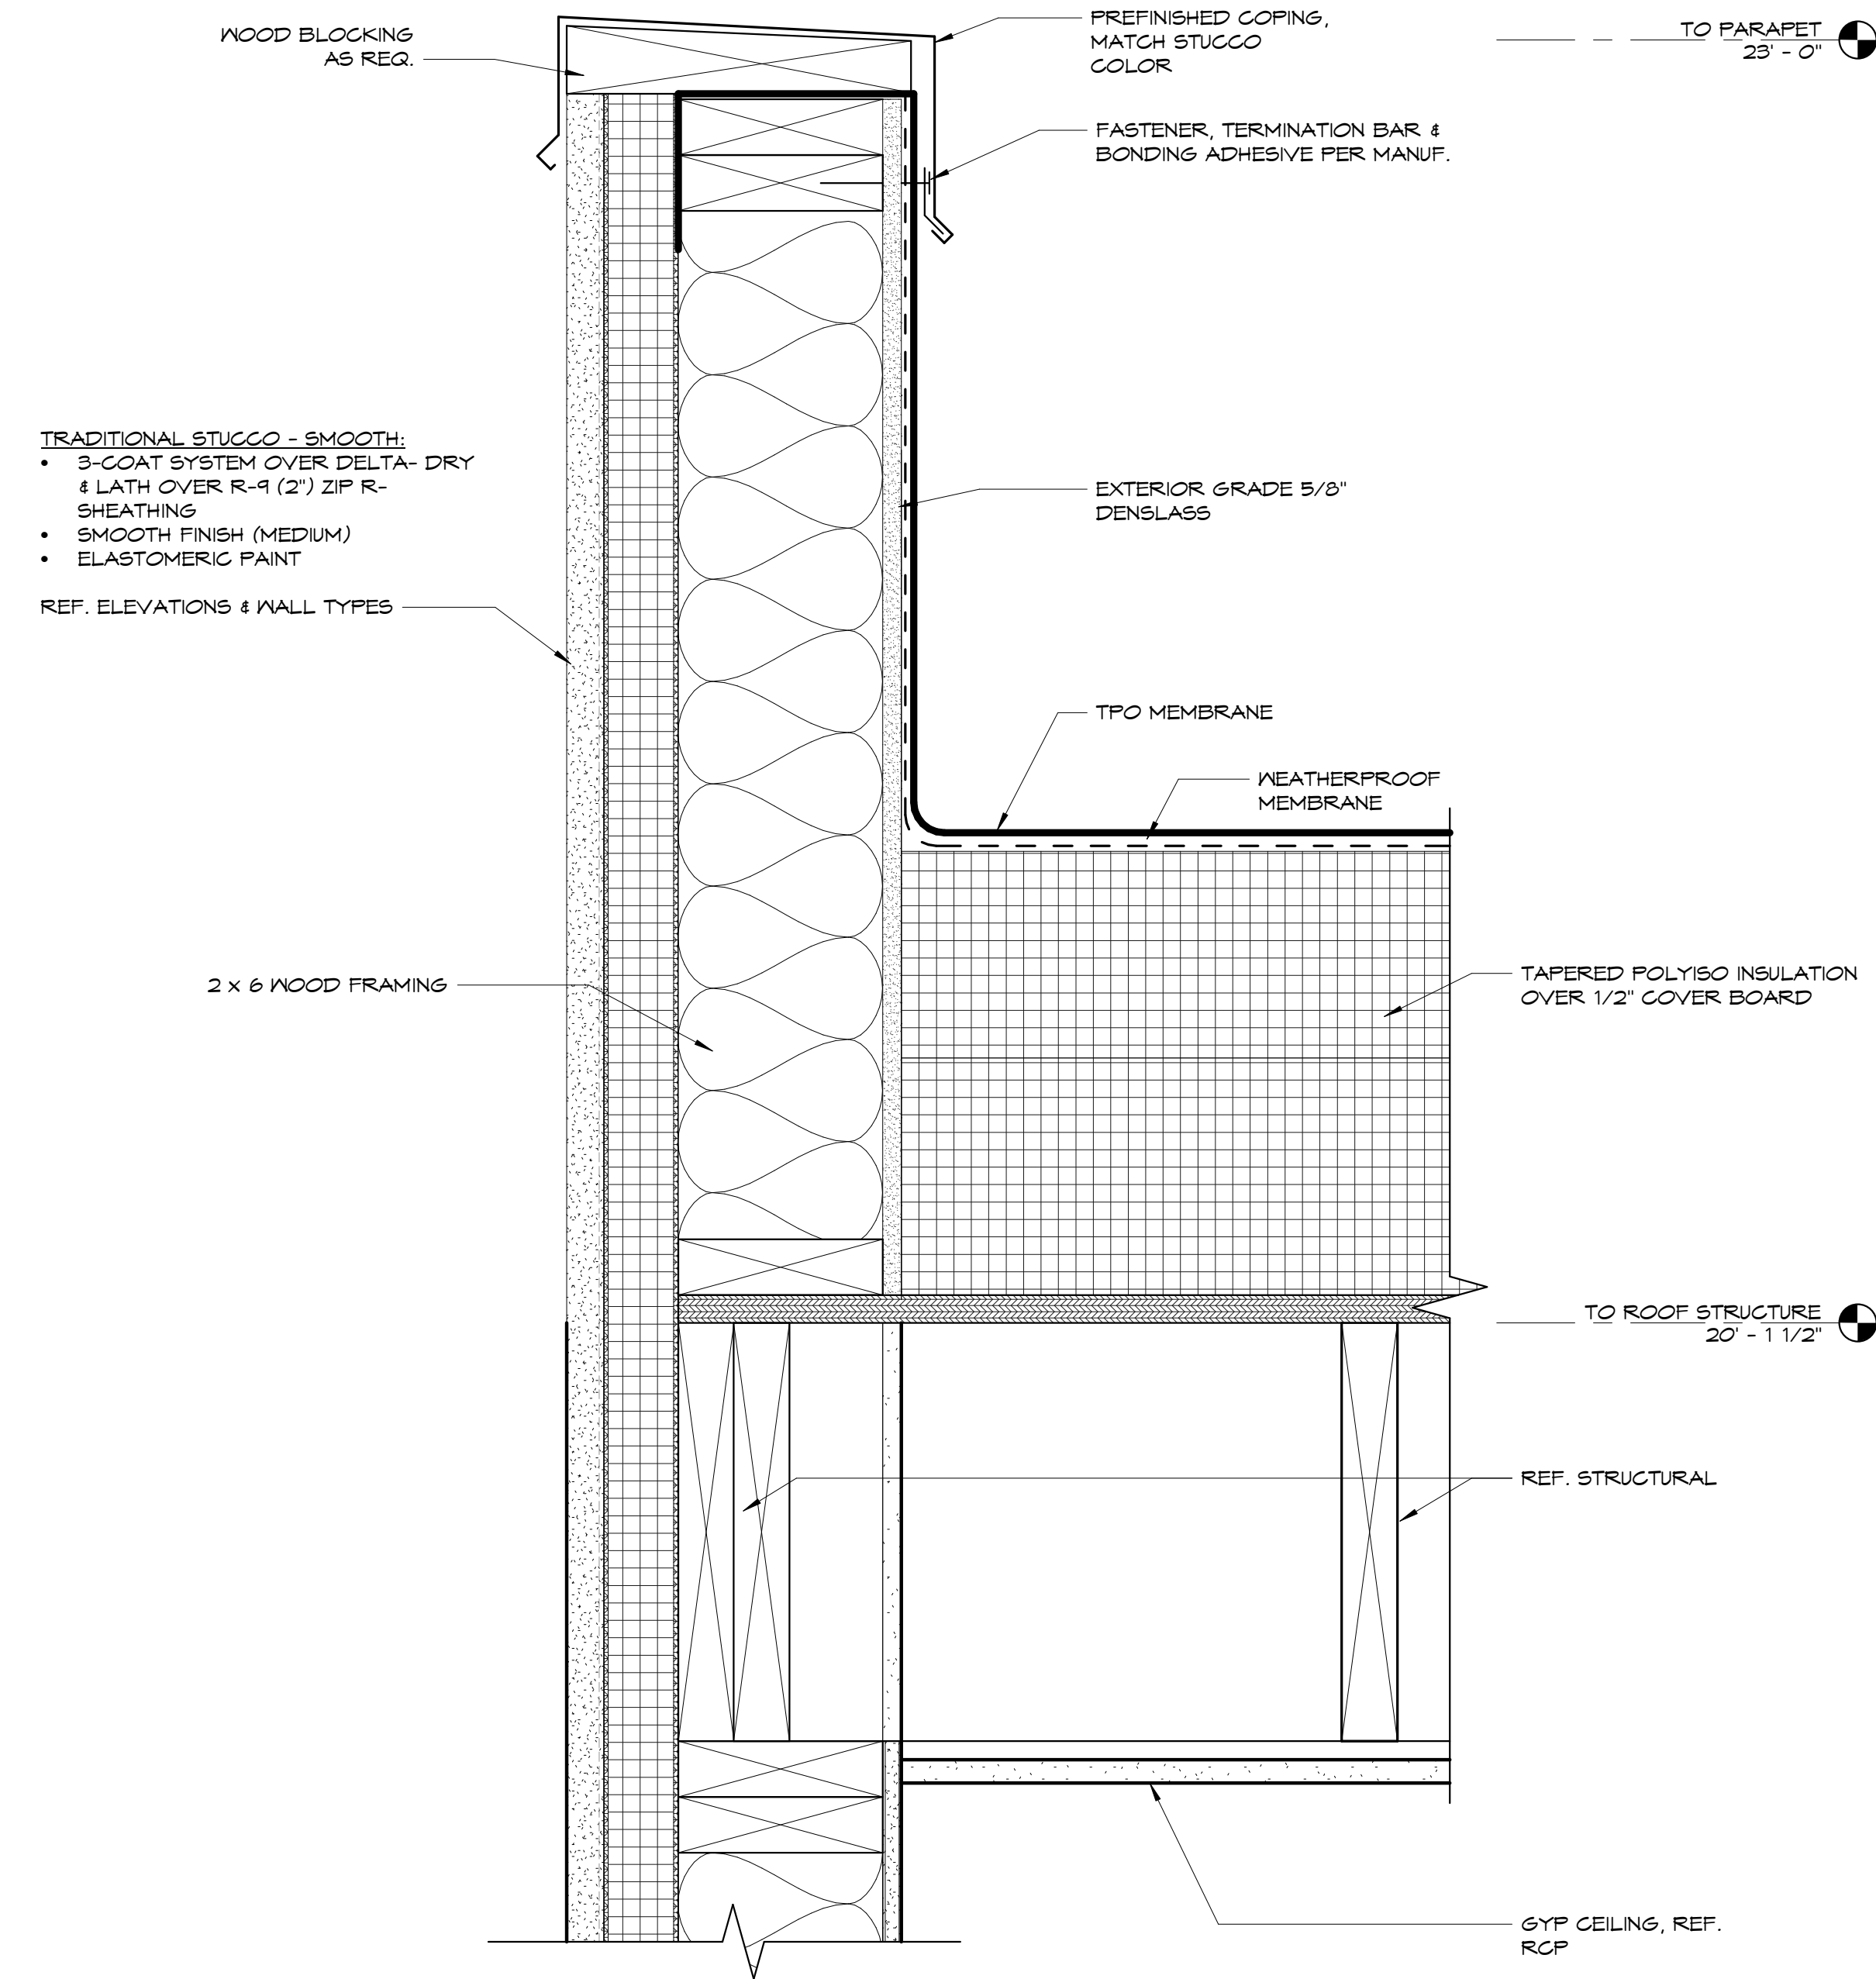 WOOD BLOCKING
AS REQ.
PREFINISHED COPING,
MATCH STUCCO
COLOR
TO PARAPET
23' - 0"
FASTENER, TERMINATION BAR &
BONDING ADHESIVE PER MANUF.
TRADITIONAL STUCCO - SMOOTH:
• 3-COAT SYSTEM OVER DELTA- DRY
& LATH OVER R-9 (2") ZIP R-
SHEATHING
• SMOOTH FINISH (MEDIUM)
• ELASTOMERIC PAINT
REF. ELEVATIONS & WALL TYPES
EXTERIOR GRADE 5/8"
DENSLASS
TPO MEMBRANE
WEATHERPROOF
MEMBRANE
2 x 6 WOOD FRAMING
TAPERED POLYISO INSULATION
OVER 1/2" COVER BOARD
TO ROOF STRUCTURE
20' - 1 1/2"
REF. STRUCTURAL
GYP CEILING, REF.
RCP